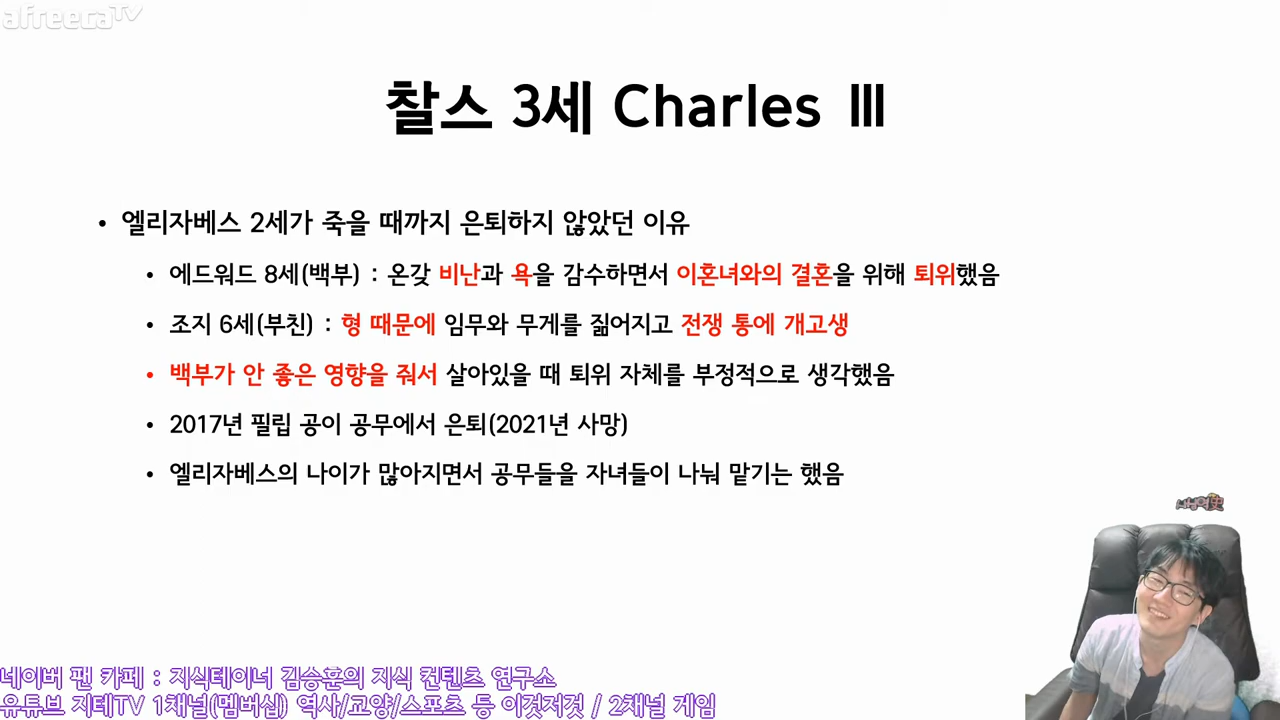 afreecaTV
찰스 3세 Charles Ⅲ
• 엘리자베스 2세가 죽을 때까지 은퇴하지 않았던 이유
• 에드워드 8세(백부) : 온갖 비난과 욕을 감수하면서 이혼녀와의 결혼을 위해 퇴위했음
• 조지 6세(부친) : 형 때문에 임무와 무게를 짊어지고 전쟁 통에 개고생
• 백부가 안 좋은 영향을 줘서 살아있을 때 퇴위 자체를 부정적으로 생각했음
• 2017년 필립 공이 공무에서 은퇴(2021년 사망)
• 엘리자베스의 나이가 많아지면서 공무들을 자녀들이 나눠 맡기는 했음
네이버 팬 카페 : 지식테이너 김승훈의 지식 컨텐츠 연구소
유튜브 지테TV 1채널(멤버십) 역사/교양/스포츠 등 이것저것 / 2채널 게임